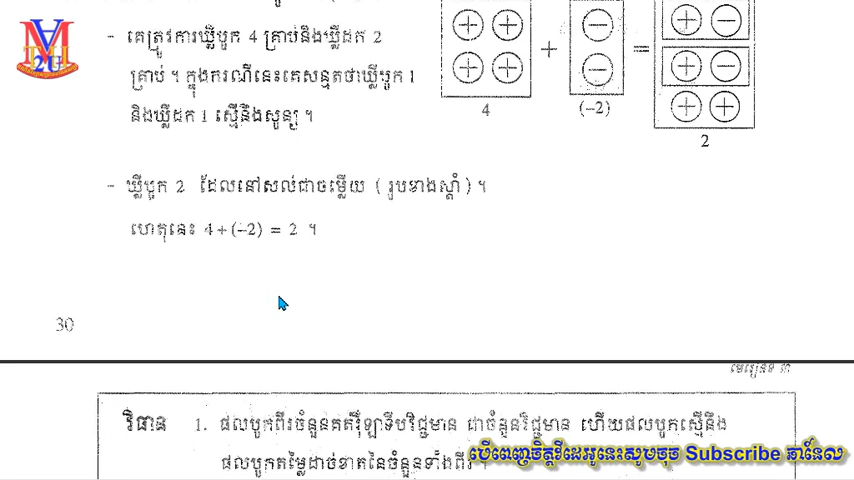 - គេត្រូវការឃ្លីបូក 4 គ្រាប់និងឃ្លីដក 2
គ្រាប់ ។ ក្នុងករណីនេះគេសន្មតថាឃ្លីបូក 1
និងឃ្លីដក 1 ស្មើនឹងសូន្យ ។
+ + + + + − − = + − + − + +
4 (−2) 2
- ឃ្លីបូក 2 ដែលនៅសល់ជាចម្លើយ ( រូបខាងស្តាំ ) ។
ហេតុនេះ 4 + (−2) = 2 ។
30
មេរៀនទី ៣
វិធាន 1. ផលបូកពីរចំនួនគត់រ៉ឺឡាទីបវិជ្ជមាន ជាចំនួនវិជ្ជមាន ហើយផលបូកស្មើនឹង
ផលបូកតម្លៃដាច់ខាតនៃចំនួនទាំងពីរ ។
បើពេញចិត្តវីដេអូនេះសូមចុច Subscribe ឆានែល